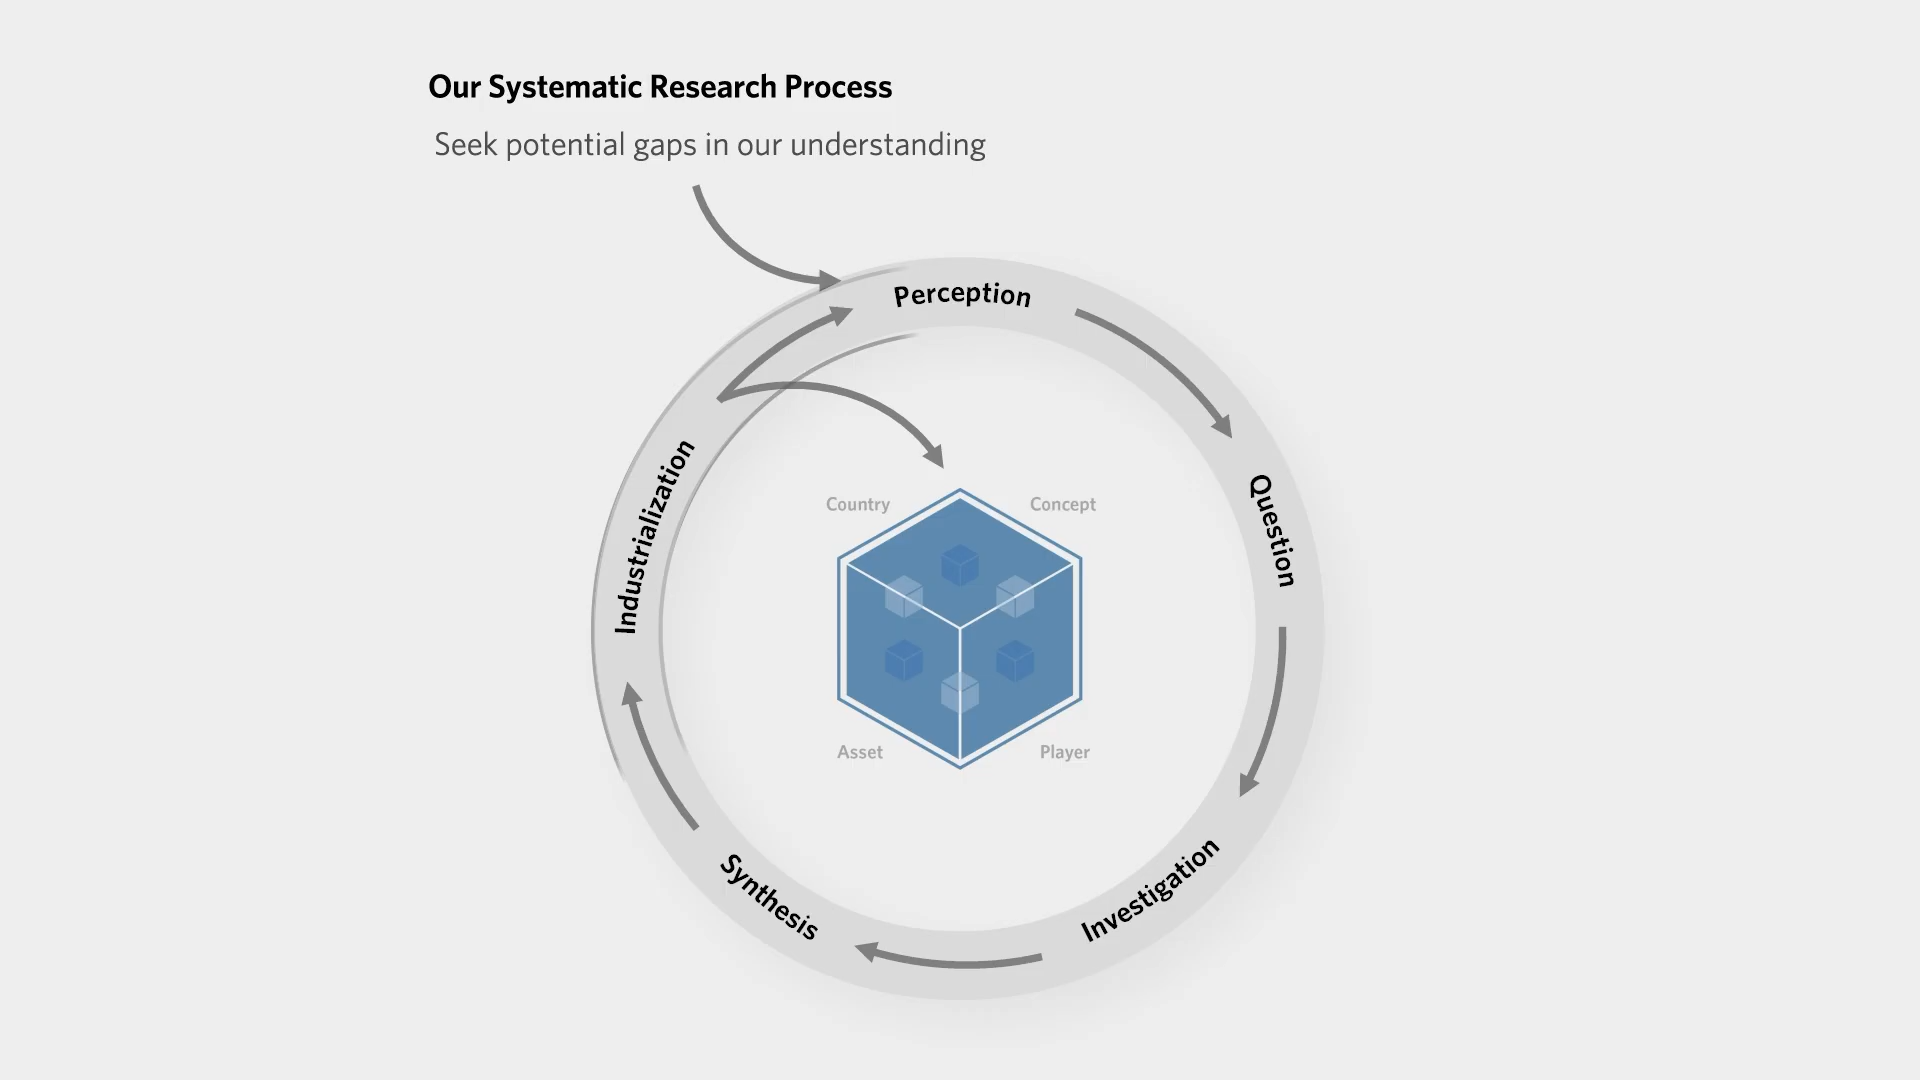 Our Systematic Research Process
Seek potential gaps in our understanding
Perception
Question
Investigation
Synthesis
Industrialization
Country
Concept
Asset
Player